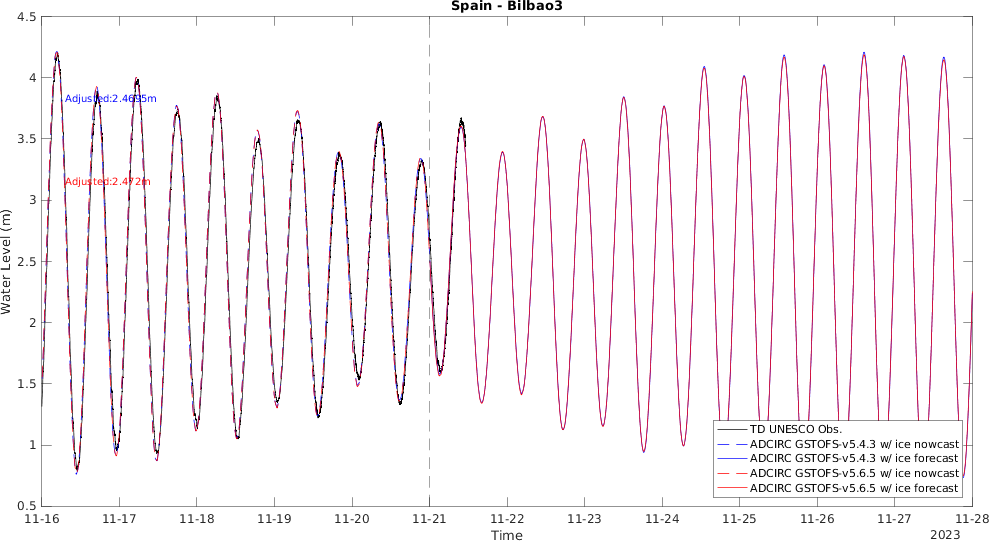 Spain - Bilbao3
4.5
4
3.5
3
2.5
2
1.5
1
0.5
Water Level (m)
Adjusted:2.4695m
Adjusted:2.472m
TD UNESCO Obs.
ADCIRC GSTOFS-v5.4.3 w/ ice nowcast
ADCIRC GSTOFS-v5.4.3 w/ ice forecast
ADCIRC GSTOFS-v5.6.5 w/ ice nowcast
ADCIRC GSTOFS-v5.6.5 w/ ice forecast
11-16 11-17 11-18 11-19 11-20 11-21 11-22 11-23 11-24 11-25 11-26 11-27 11-28
Time
2023